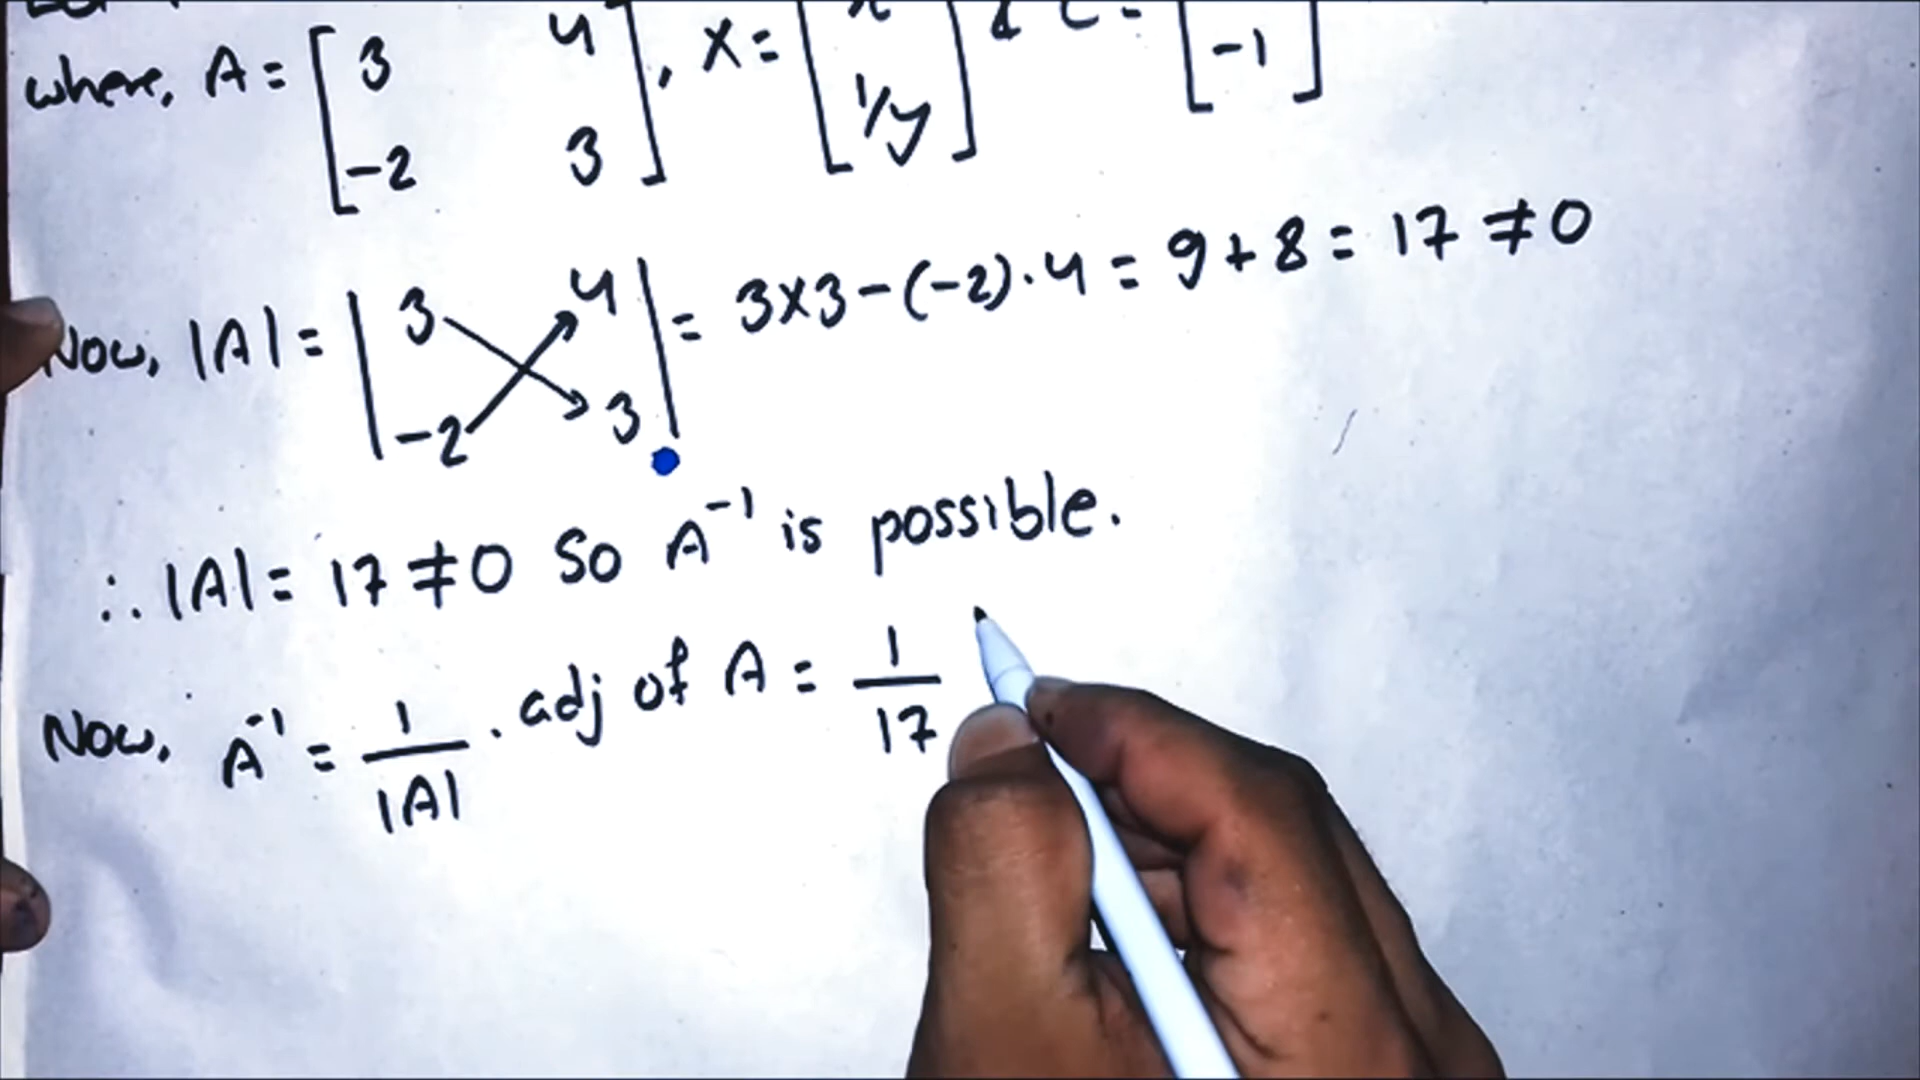 where, A = [3 4 -2 3], X = [x 1/y] & C = [-1]
Now, |A| = |3 4 -2 3| = 3×3-(-2)·4 = 9+8 = 17 ≠ 0
∴ |A| = 17 ≠ 0 So A⁻¹ is possible.
Now, A⁻¹ = 1/|A| · adj of A = 1/17